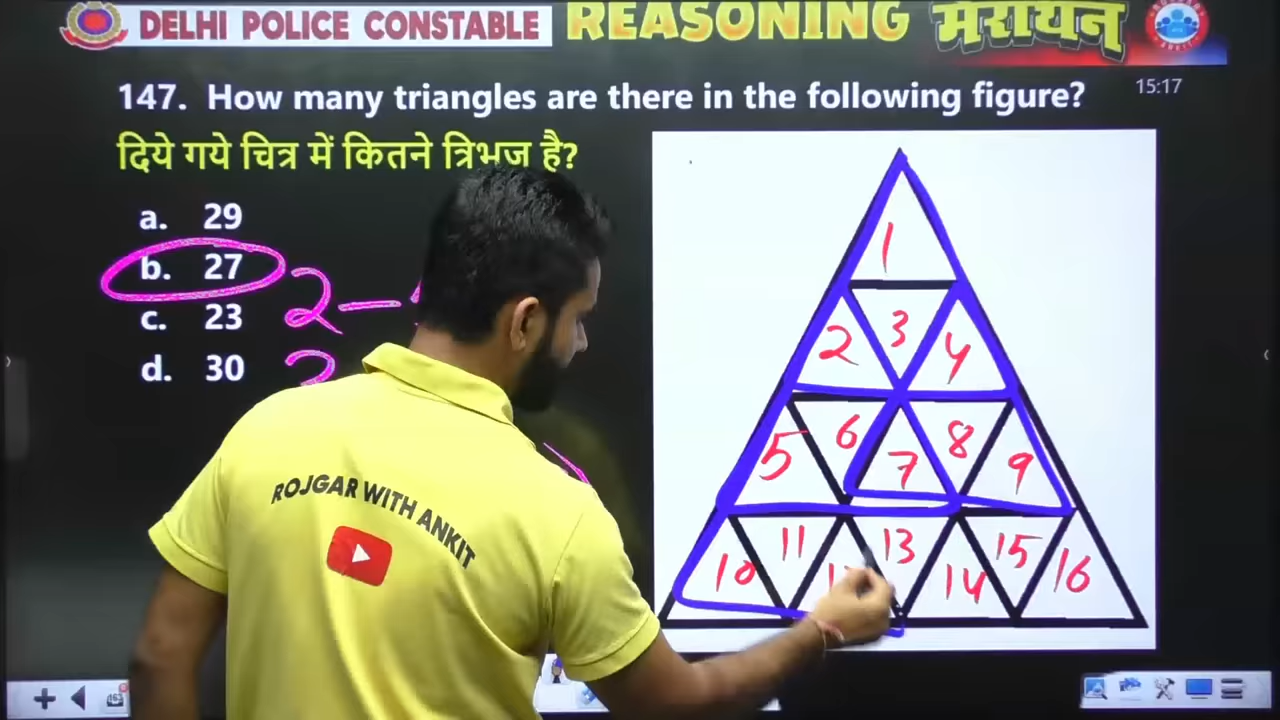 DELHI POLICE CONSTABLE REASONING मैरायन
147. How many triangles are there in the following figure? 15:17
दिये गये चित्र में कितने त्रिभुज है?
a. 29
b. 27
c. 23
d. 30
2 –
2
1
2 3 4
5 6 7 8 9
10 11 13 14 15 16
ROJGAR WITH ANKIT